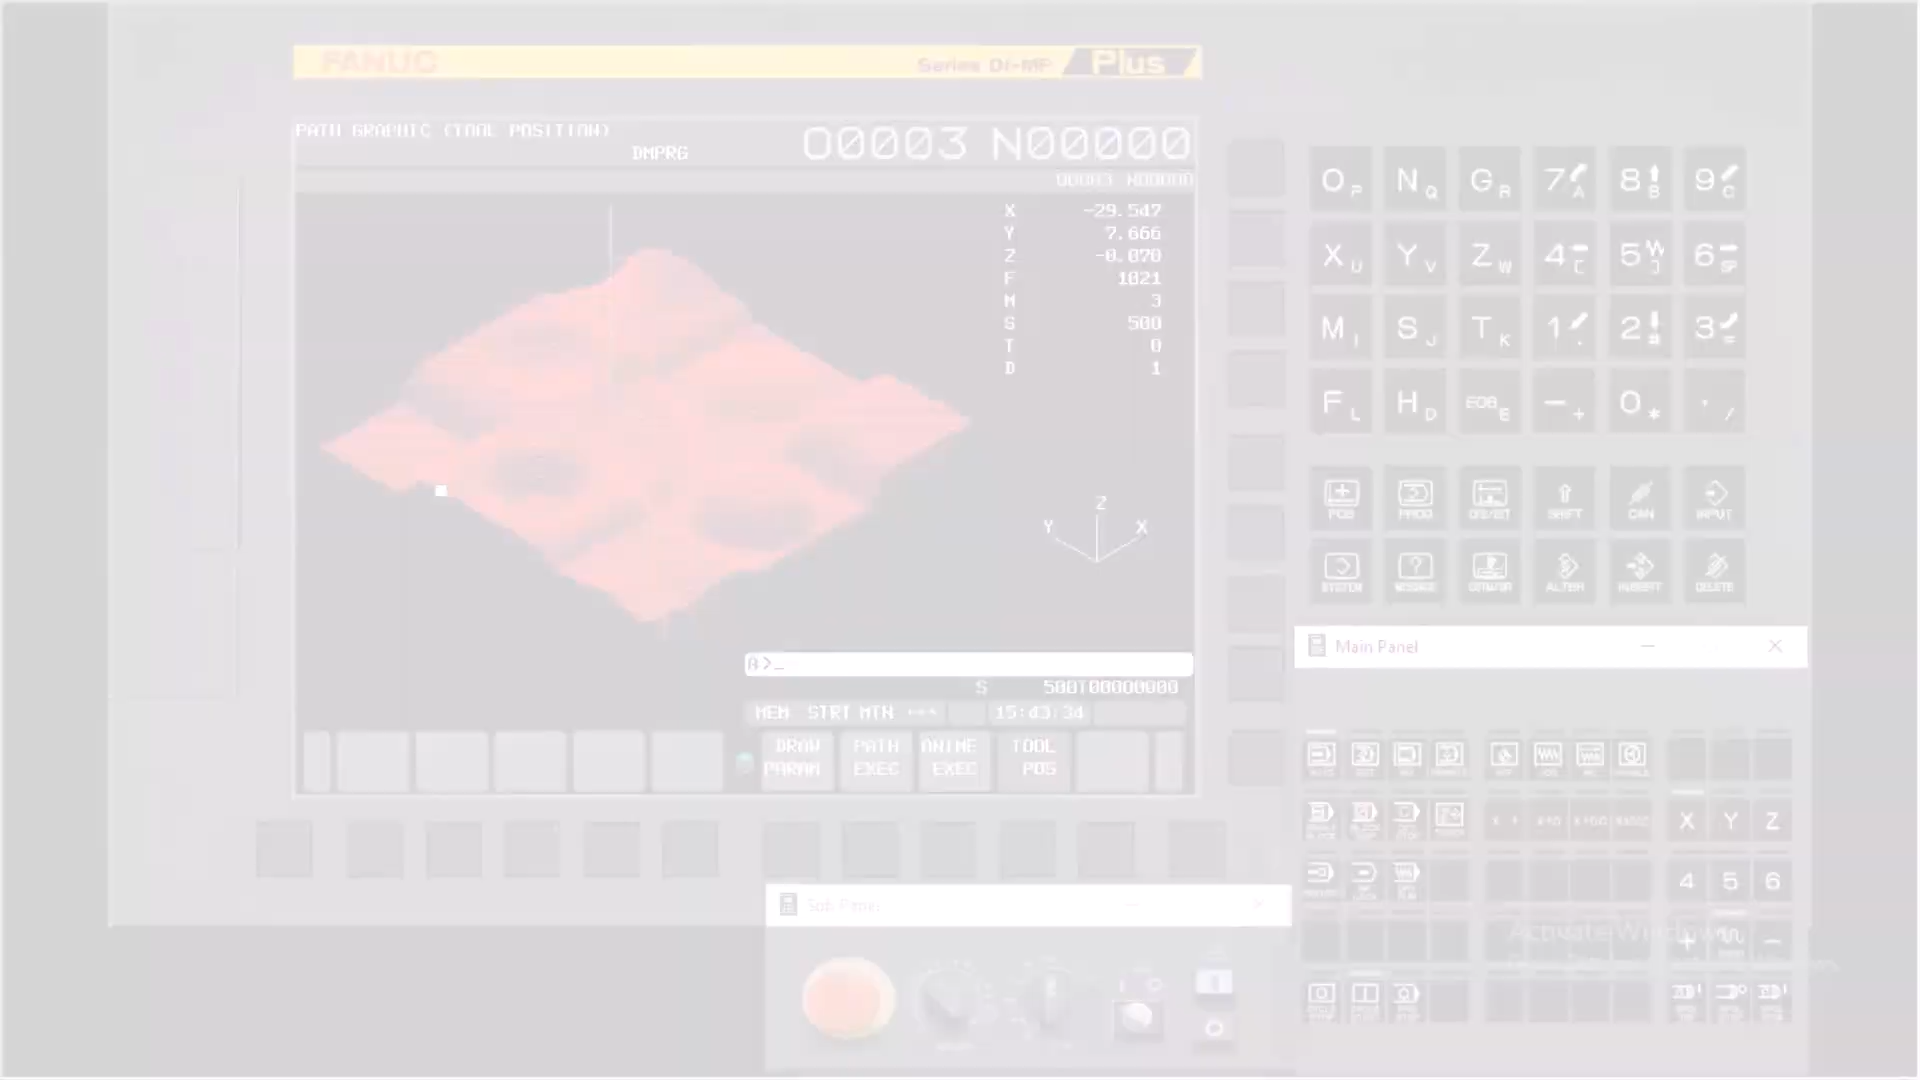 FANUC
Series 0i-MF Plus
PATH GRAPHIC (TOOL POSITION)
DMPRG
O0003 N00000
O0003 N00000
X -29.547
Y 7.666
Z -0.070
F 1021
M 3
S 500
T 0
D 1
Z
Y X
A>_
S 500T00000000
MEM STRT MTN *** 15:43:34
DRAW PARAM
PATH EXEC
ANIME EXEC
TOOL POS
O P N Q G R 7 A 8 B 9 C
X U Y V Z W 4 [ 5 ] 6 SP
M I S J T K 1 , 2 # 3 =
F L H D EOB E - + 0 * . /
POS PROG OFS/SET SHIFT CAN INPUT
SYSTEM MESSAGE ALTER INSERT DELETE
Main Panel
X Y Z
4 5 6
+ -
Sub Panel
Activate Windows